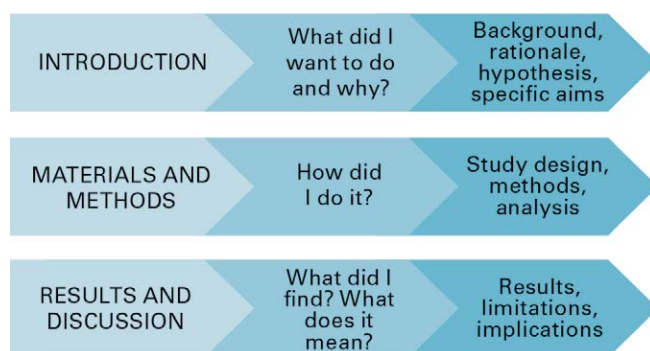 INTRODUCTION
What did I
want to do
and why?
Background,
rationale,
hypothesis,
specific aims
MATERIALS AND
METHODS
How did
I do it?
Study design,
methods,
analysis
RESULTS AND
DISCUSSION
What did I
find? What
does it
mean?
Results,
limitations,
implications